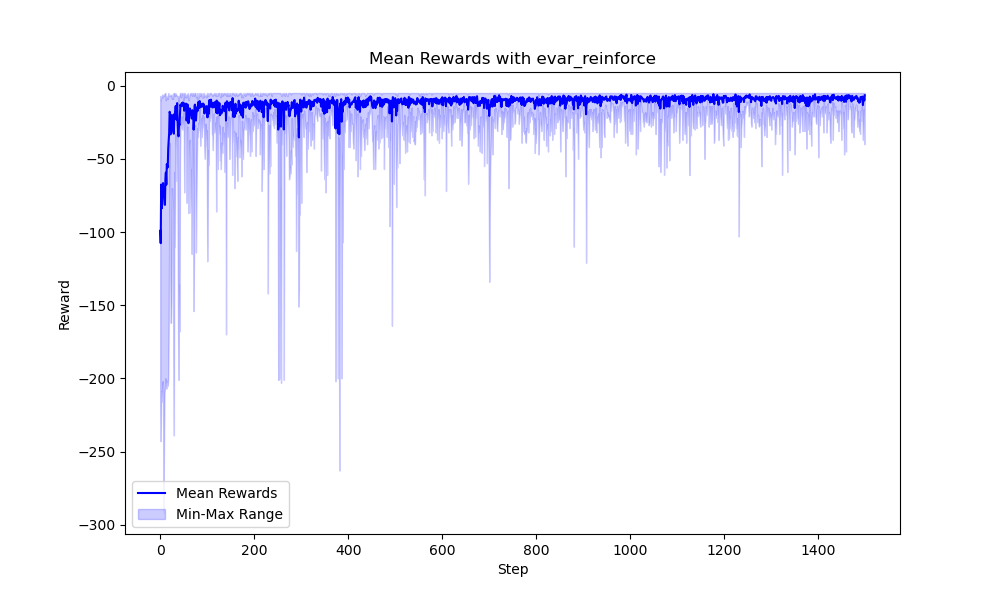 Mean Rewards with evar_reinforce
0
−50
−100
−150
−200
−250
−300
Reward
Mean Rewards
Min-Max Range
0 200 400 600 800 1000 1200 1400
Step